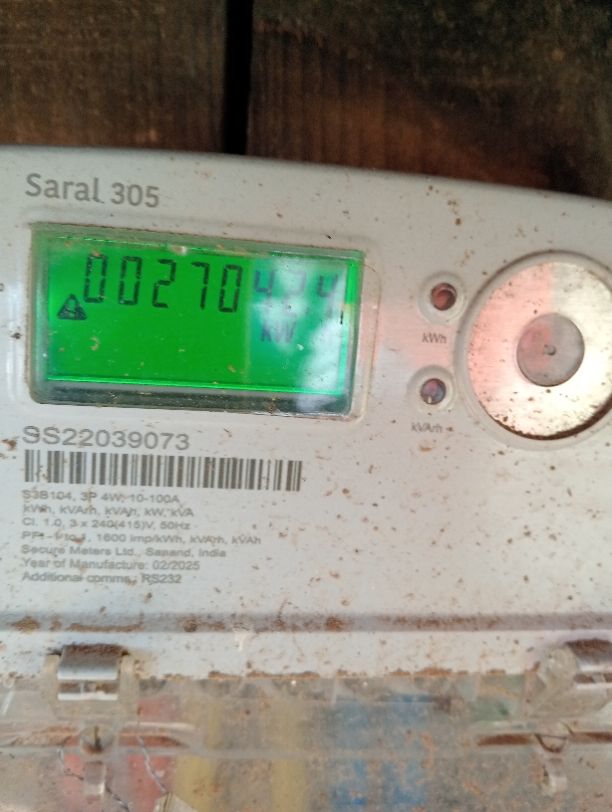 Saral 305
00270424
kW
kWh
kVArh
SS22039073
S3B104, 3P 4W, 10-100A
kWh, kVArh, kVAh, kW, kVA
Cl. 1.0, 3 x 240(415)V, 50Hz
1600 imp/kWh, kVArh, kVAh
Secure Meters Ltd., Sanand, India
Year of Manufacture: 02/2025
Additional comms.: RS232